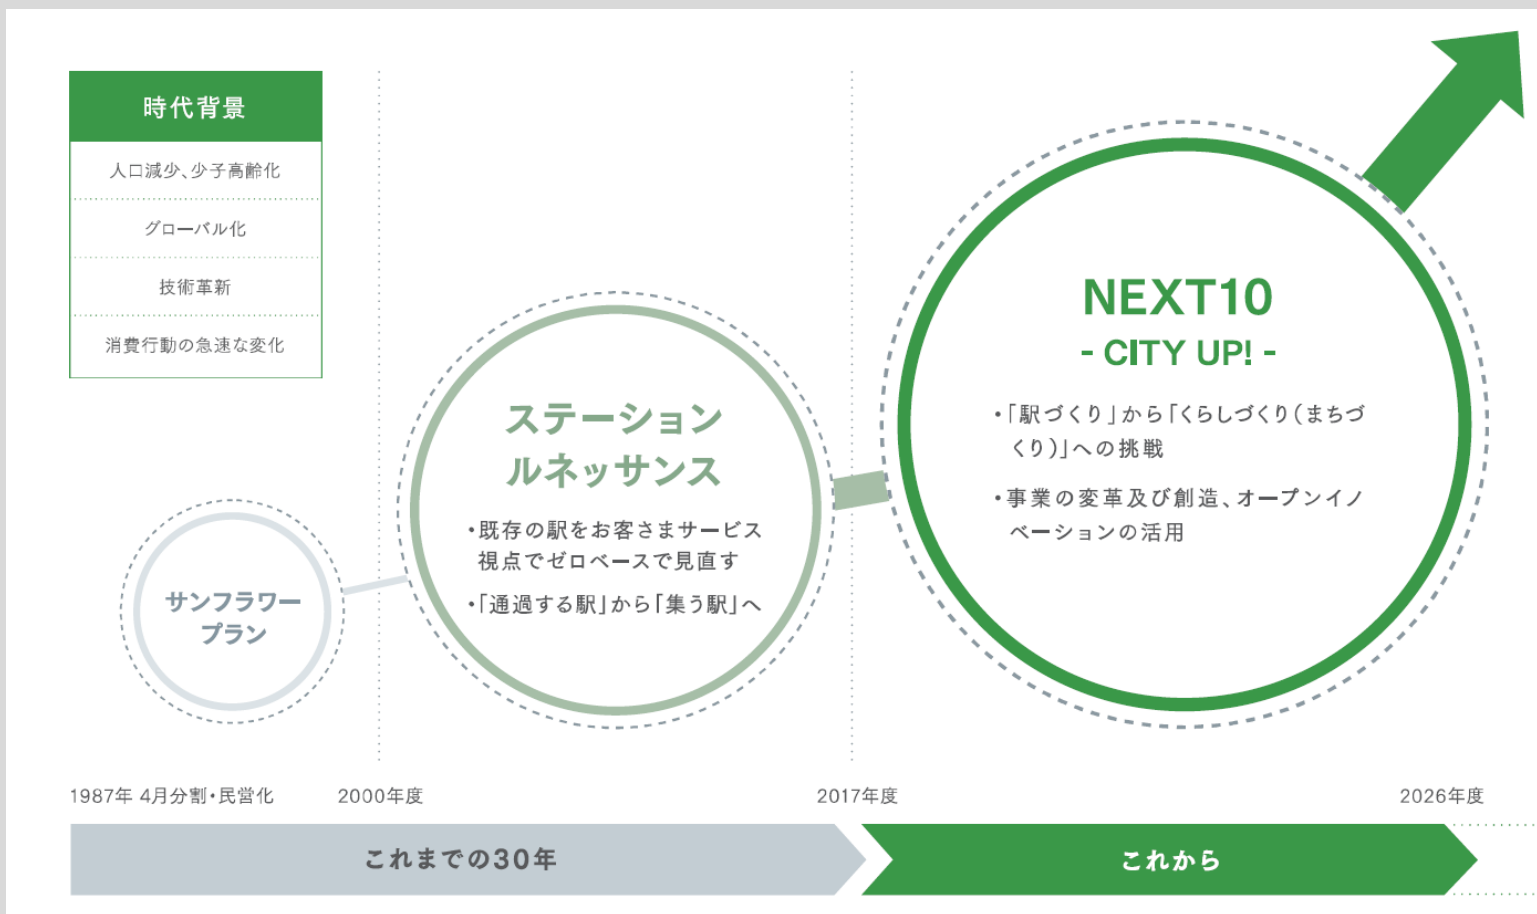 時代背景
人口減少、少子高齢化
グローバル化
技術革新
消費行動の急速な変化
サンフラワー
プラン
ステーション
ルネッサンス
・既存の駅をお客さまサービス
視点でゼロベースで見直す
・「通過する駅」から「集う駅」へ
NEXT10
- CITY UP! -
・「駅づくり」から「くらしづくり(まちづ
くり)」への挑戦
・事業の変革及び創造、オープンイノ
ベーションの活用
1987年 4月分割・民営化
2000年度
2017年度
2026年度
これまでの30年
これから